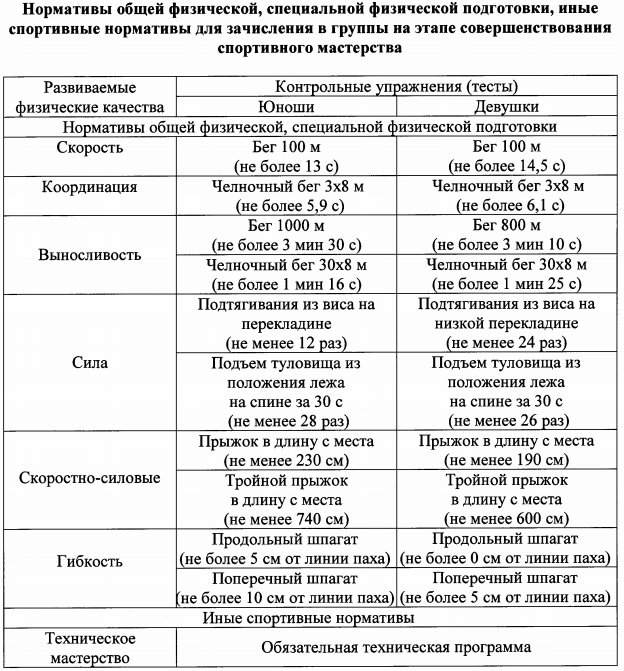 Нормативы общей физической, специальной физической подготовки, иные
спортивные нормативы для зачисления в группы на этапе совершенствования
спортивного мастерства
Развиваемые
физические качества
Контрольные упражнения (тесты)
Юноши
Девушки
Нормативы общей физической, специальной физической подготовки
Скорость
Бег 100 м
(не более 13 с)
Бег 100 м
(не более 14,5 с)
Координация
Челночный бег 3х8 м
(не более 5,9 с)
Челночный бег 3х8 м
(не более 6,1 с)
Выносливость
Бег 1000 м
(не более 3 мин 30 с)
Бег 800 м
(не более 3 мин 10 с)
Челночный бег 30х8 м
(не более 1 мин 16 с)
Челночный бег 30х8 м
(не более 1 мин 25 с)
Сила
Подтягивания из виса на
перекладине
(не менее 12 раз)
Подтягивания из виса на
низкой перекладине
(не менее 24 раз)
Подъем туловища из
положения лежа
на спине за 30 с
(не менее 28 раз)
Подъем туловища из
положения лежа
на спине за 30 с
(не менее 26 раз)
Скоростно-силовые
Прыжок в длину с места
(не менее 230 см)
Прыжок в длину с места
(не менее 190 см)
Тройной прыжок
в длину с места
(не менее 740 см)
Тройной прыжок
в длину с места
(не менее 600 см)
Гибкость
Продольный шпагат
(не более 5 см от линии паха)
Продольный шпагат
(не более 0 см от линии паха)
Поперечный шпагат
(не более 10 см от линии паха)
Поперечный шпагат
(не более 5 см от линии паха)
Иные спортивные нормативы
Техническое
мастерство
Обязательная техническая программа